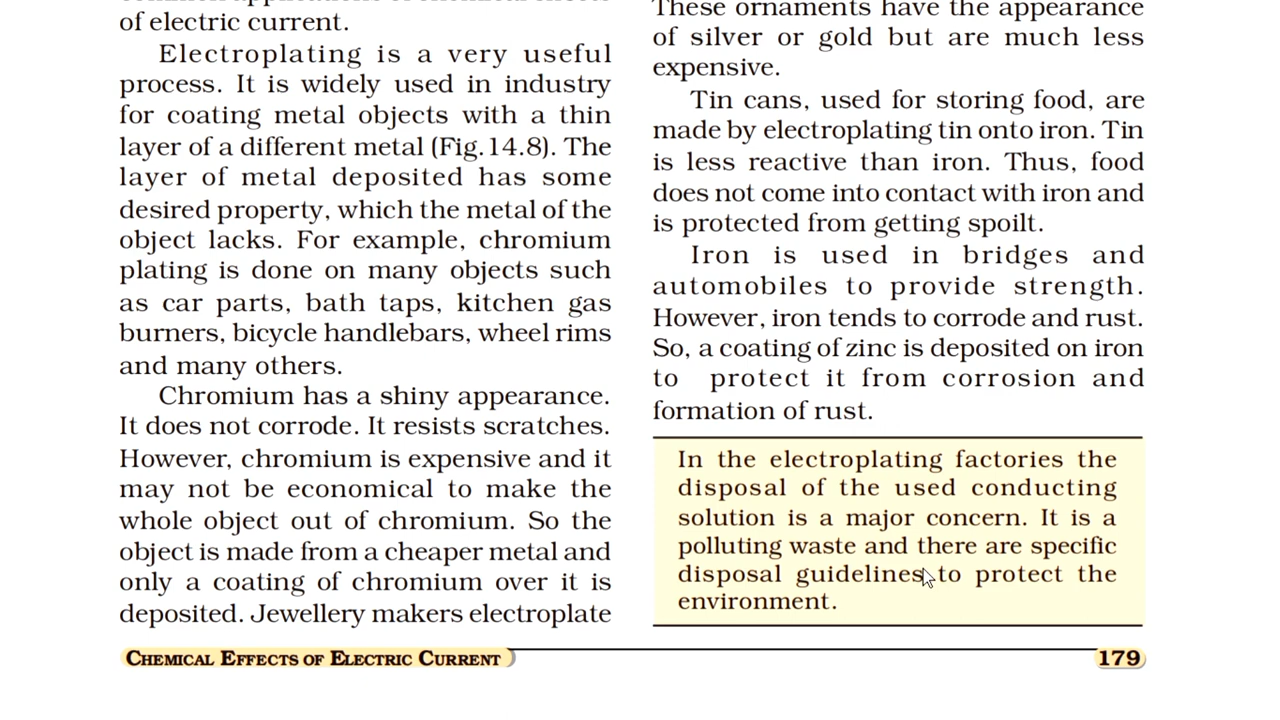 of electric current.
Electroplating is a very useful
process. It is widely used in industry
for coating metal objects with a thin
layer of a different metal (Fig.14.8). The
layer of metal deposited has some
desired property, which the metal of the
object lacks. For example, chromium
plating is done on many objects such
as car parts, bath taps, kitchen gas
burners, bicycle handlebars, wheel rims
and many others.
Chromium has a shiny appearance.
It does not corrode. It resists scratches.
However, chromium is expensive and it
may not be economical to make the
whole object out of chromium. So the
object is made from a cheaper metal and
only a coating of chromium over it is
deposited. Jewellery makers electroplate
These ornaments have the appearance
of silver or gold but are much less
expensive.
Tin cans, used for storing food, are
made by electroplating tin onto iron. Tin
is less reactive than iron. Thus, food
does not come into contact with iron and
is protected from getting spoilt.
Iron is used in bridges and
automobiles to provide strength.
However, iron tends to corrode and rust.
So, a coating of zinc is deposited on iron
to protect it from corrosion and
formation of rust.
In the electroplating factories the
disposal of the used conducting
solution is a major concern. It is a
polluting waste and there are specific
disposal guidelines to protect the
environment.
CHEMICAL EFFECTS OF ELECTRIC CURRENT
179